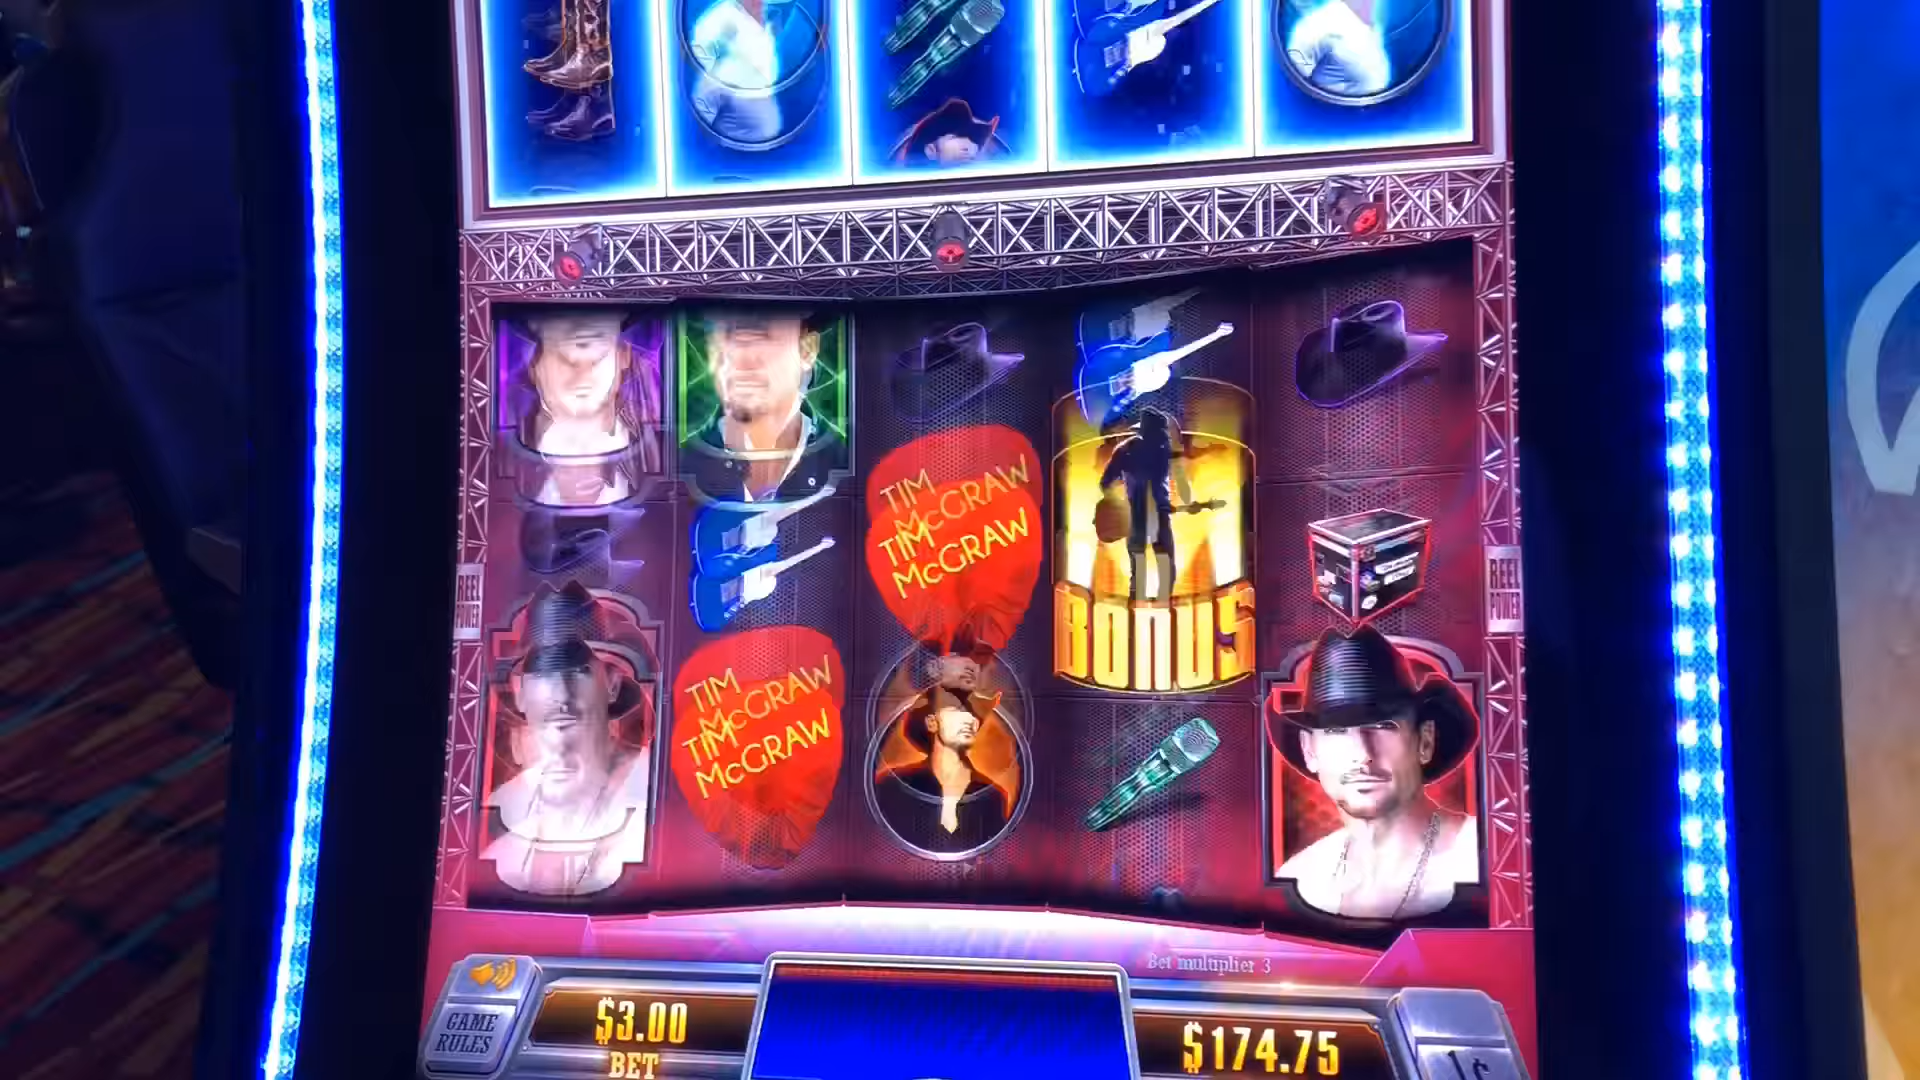 TIM
McGRAW
TIM
McGRAW
BONUS
REEL
POWER
REEL
POWER
TIM
McGRAW
TIM
McGRAW
Bet multiplier 3
GAME
RULES
$3.00
BET
$174.75
1¢